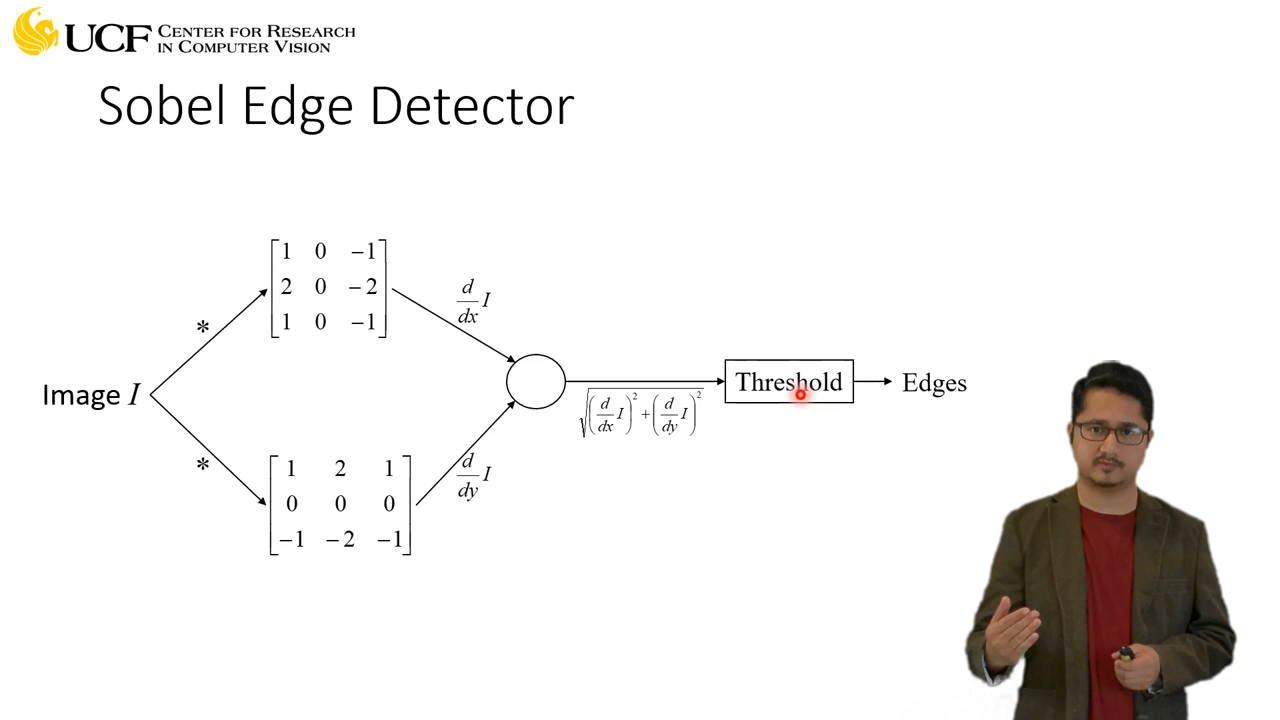 UCF CENTER FOR RESEARCH
IN COMPUTER VISION
Sobel Edge Detector
1 0 −1
2 0 −2
1 0 −1
d/dx I
*
Image I
Threshold
Edges
√((d/dx I)² + (d/dy I)²)
*
1 2 1
0 0 0
−1 −2 −1
d/dy I